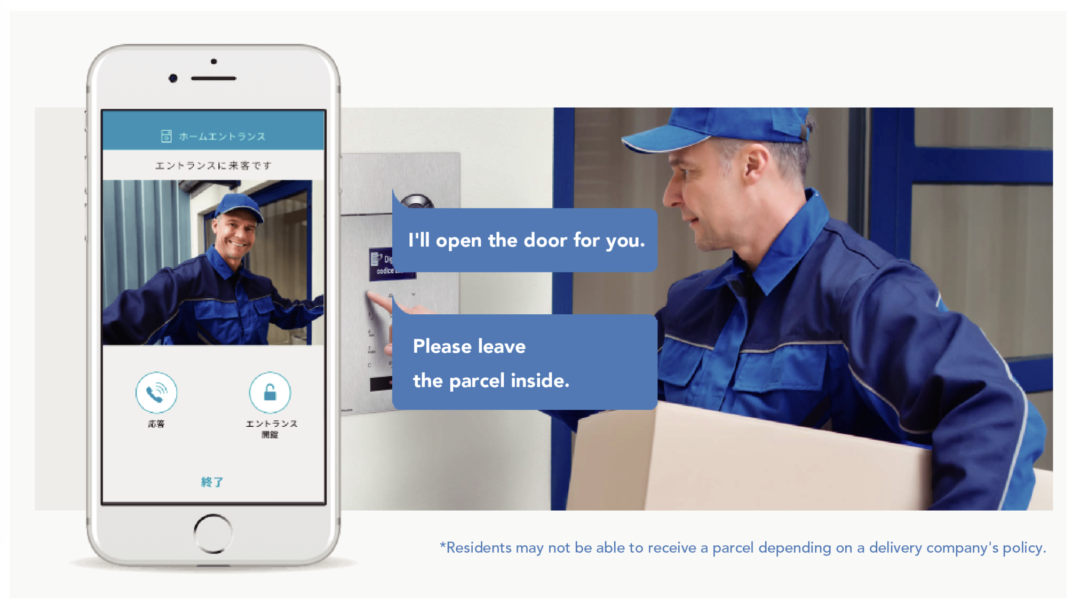 ホームエントランス
エントランスに来客です
応答
エントランス
開錠
終了
I'll open the door for you.
Please leave
the parcel inside.
*Residents may not be able to receive a parcel depending on a delivery company's policy.